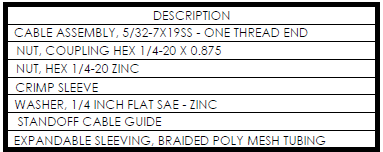 DESCRIPTION
CABLE ASSEMBLY, 5/32-7X19SS - ONE THREAD END
NUT, COUPLING HEX 1/4-20 X 0.875
NUT, HEX 1/4-20 ZINC
CRIMP SLEEVE
WASHER, 1/4 INCH FLAT SAE - ZINC
STANDOFF CABLE GUIDE
EXPANDABLE SLEEVING, BRAIDED POLY MESH TUBING